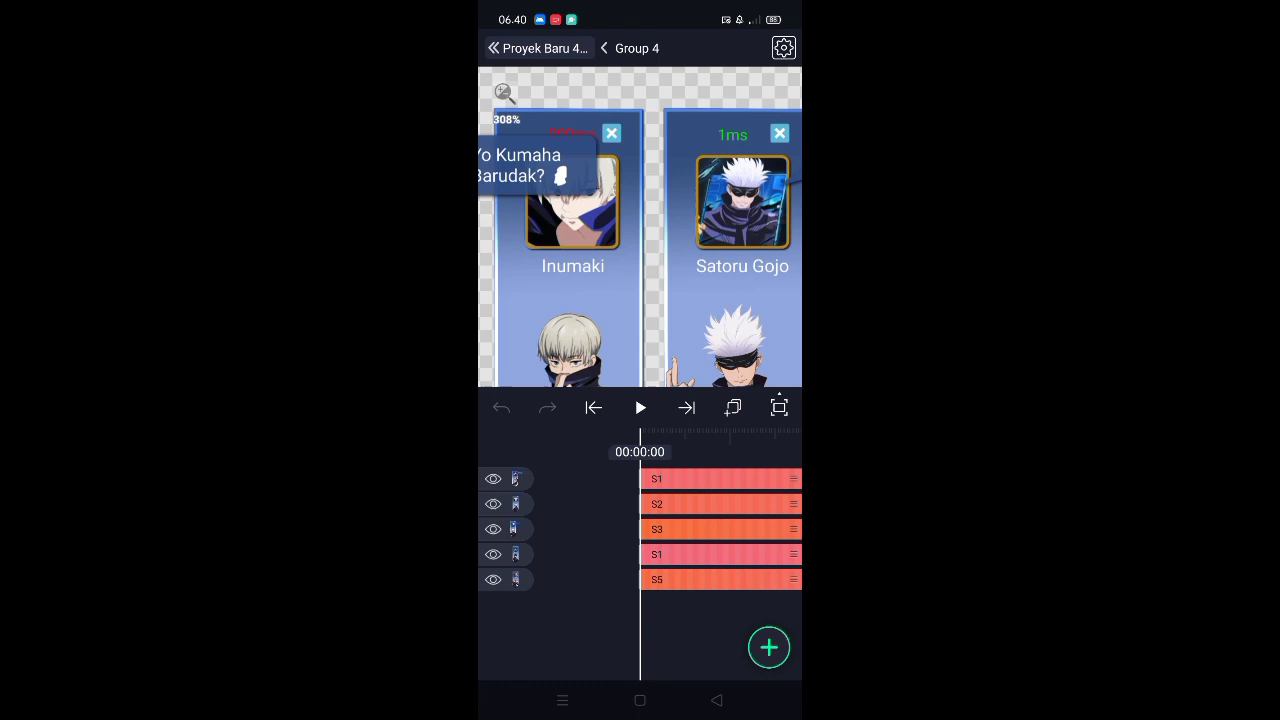 06.40
88
Proyek Baru 4...
Group 4
308%
1ms
Yo Kumaha
Barudak?
Inumaki
Satoru Gojo
00:00:00
S1
S2
S3
S1
S5